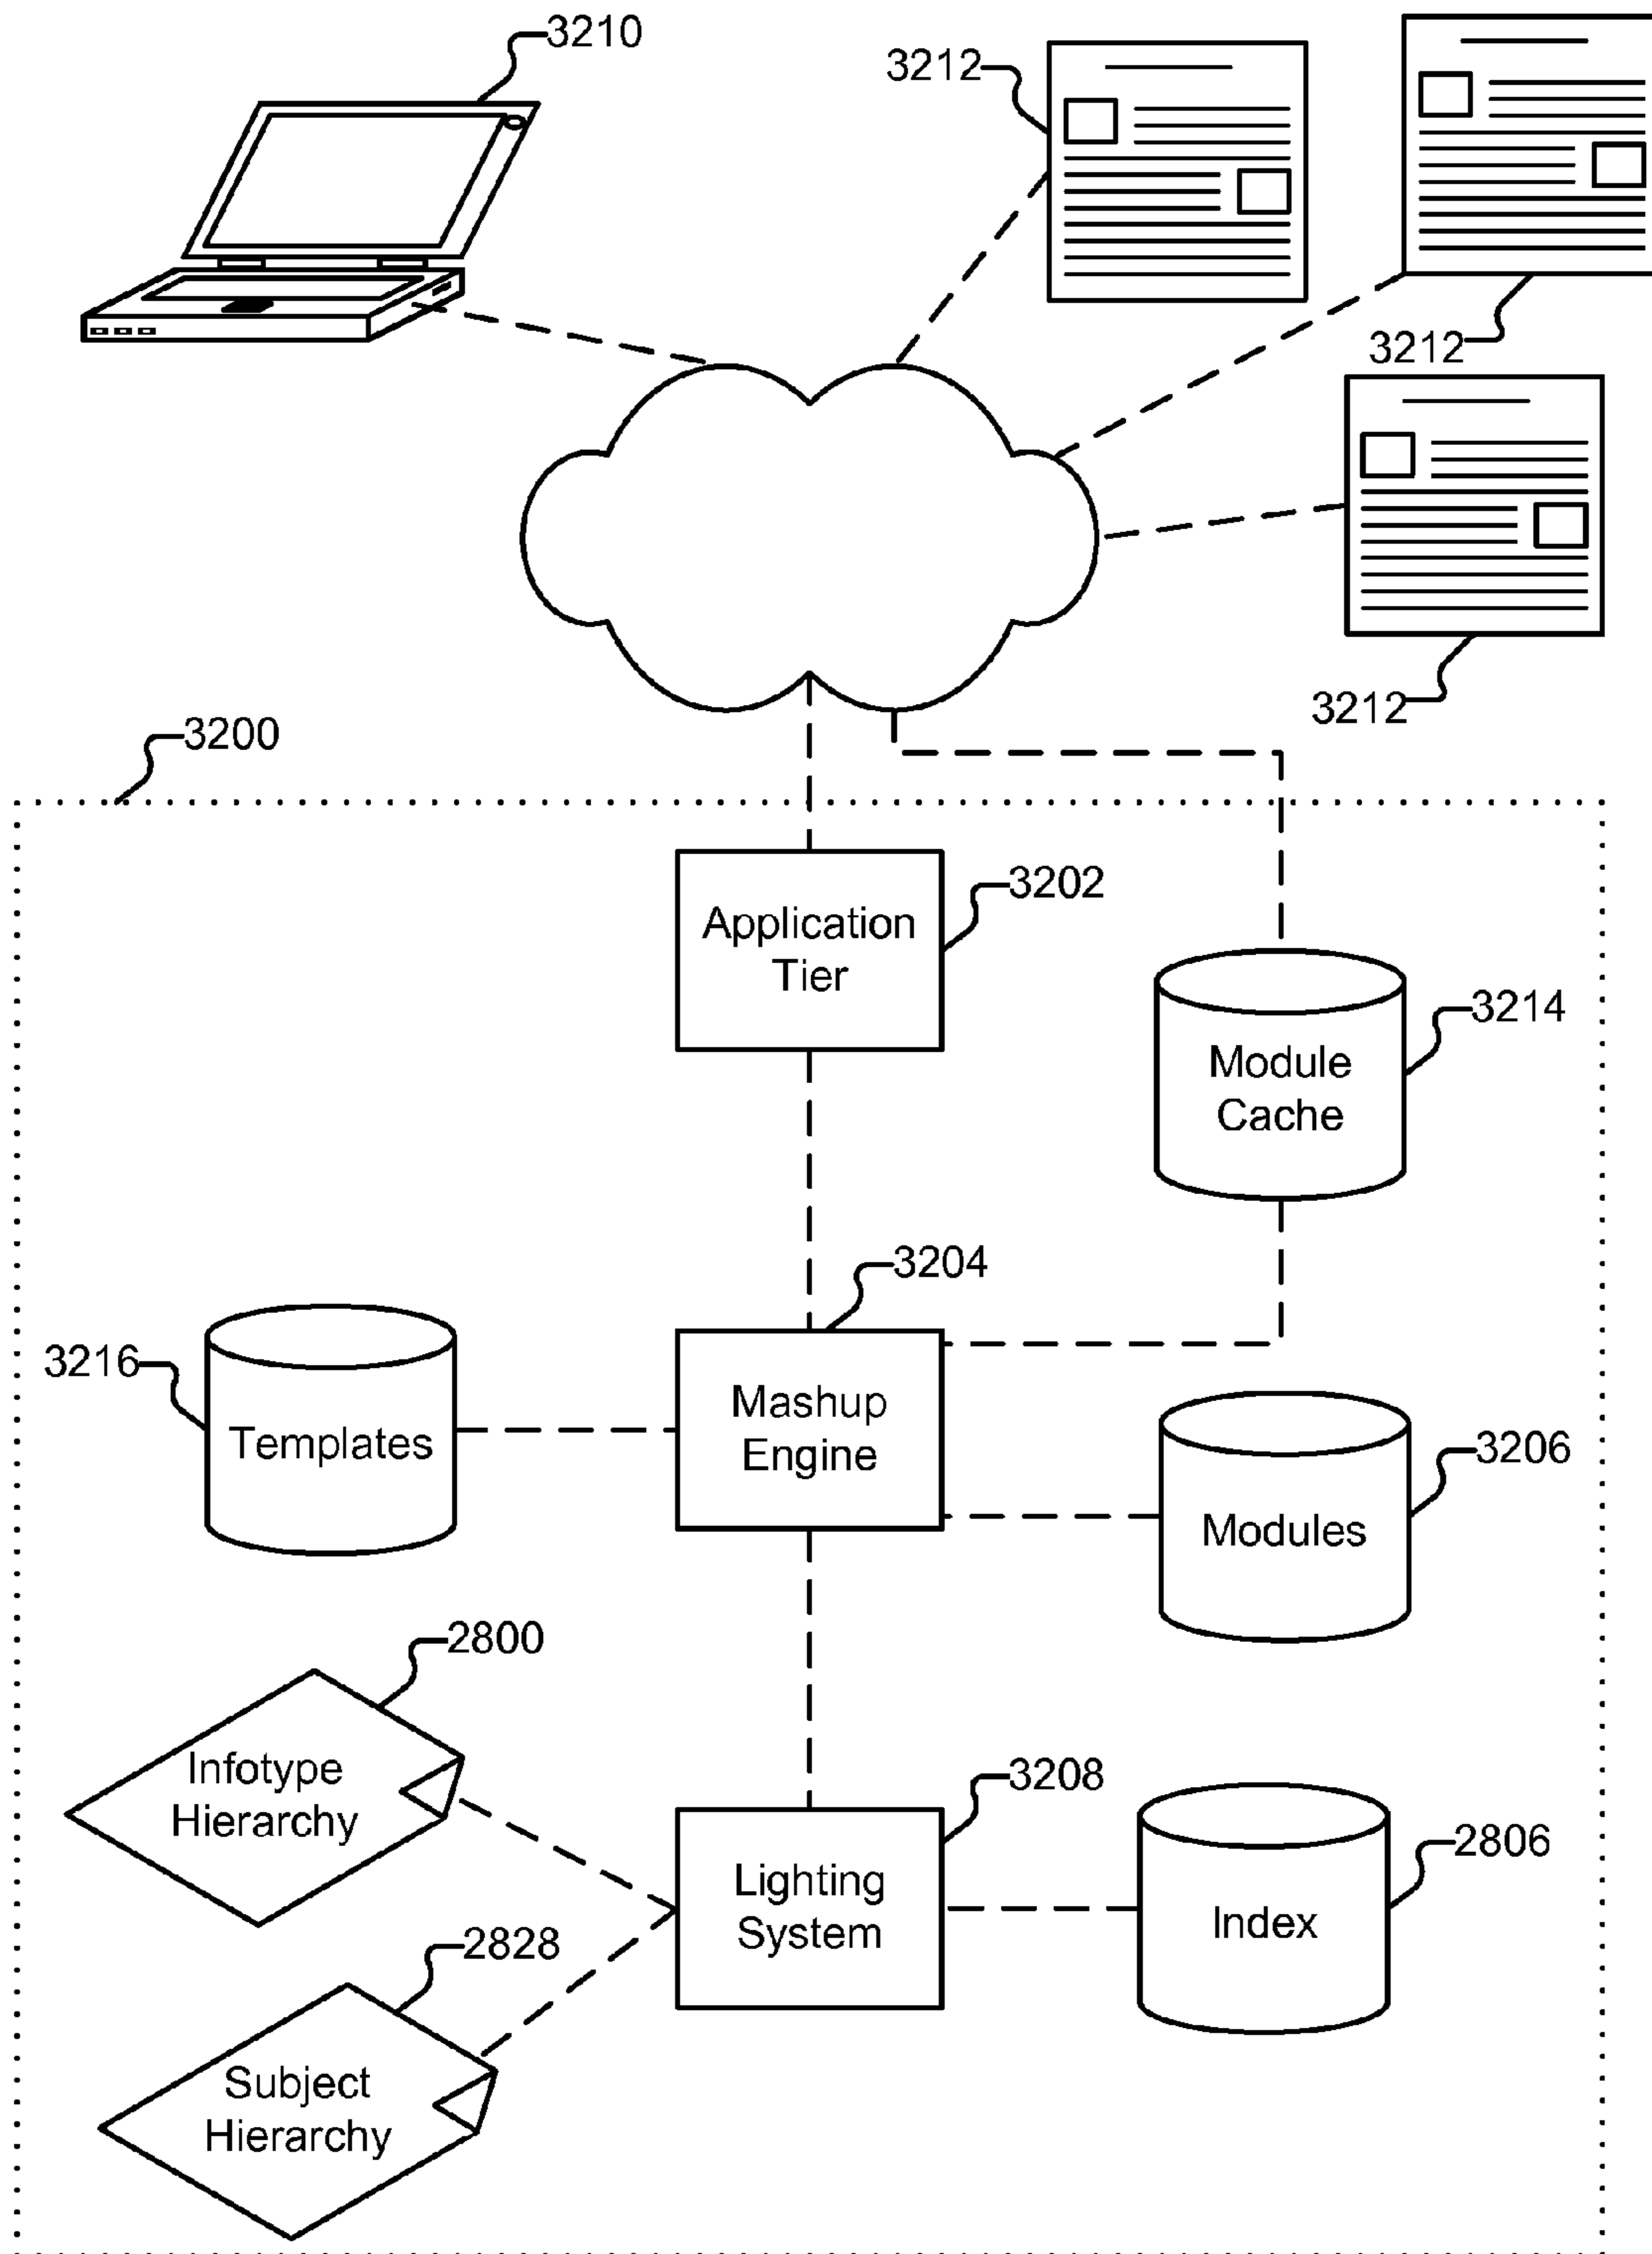 3210
3212
3212
3212
3200
3202
Application
Tier
3214
Module
Cache
3204
3216
Templates
Mashup
Engine
3206
Modules
2800
Infotype
Hierarchy
3208
Lighting
System
2806
Index
2828
Subject
Hierarchy